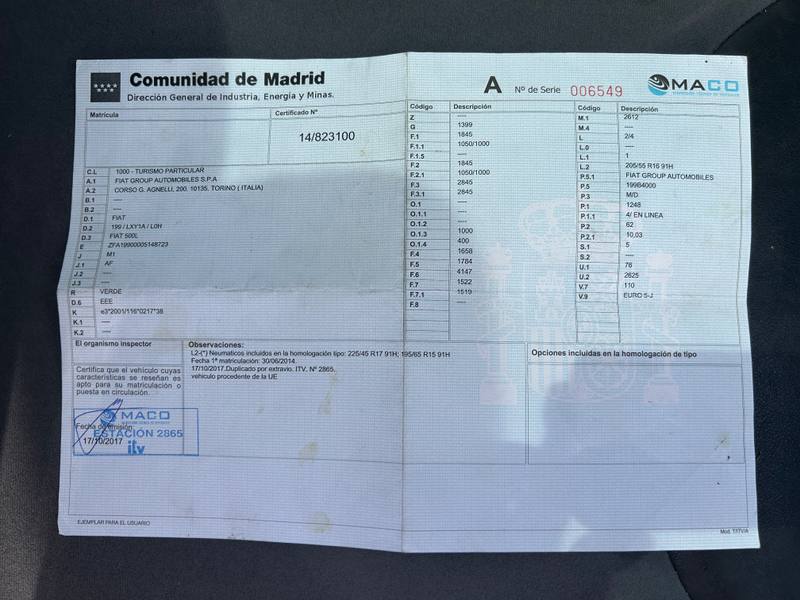 Comunidad de Madrid
Dirección General de Industria, Energía y Minas.
A Nº de Serie 006549
MACO
Matrícula
Certificado Nº
14/823100
C.L 1000 - TURISMO PARTICULAR
A.1 FIAT GROUP AUTOMOBILES S.P.A
A.2 CORSO G. AGNELLI, 200. 10135. TORINO ( ITALIA)
B.1 ----
B.2 ----
D.1 FIAT
D.2 199 / LXY1A / L0H
D.3 FIAT 500L
E ZFA19900005148723
J M1
J.1 AF
J.2 ----
J.3 ----
R VERDE
D.6 EEE
K e3*2001/116*0217*38
K.1 ----
K.2 ----
Código Descripción
Z ----
G 1399
F.1 1845
F.1.1 1050/1000
F.1.5 ----
F.2 1845
F.2.1 1050/1000
F.3 2845
F.3.1 2845
O.1 ----
O.1.1 ----
O.1.2 ----
O.1.3 1000
O.1.4 400
F.4 1658
F.5 1784
F.6 4147
F.7 1522
F.7.1 1519
F.8 ----
Código Descripción
M.1 2612
M.4 ----
L 2/4
L.0 ----
L.1 1
L.2 205/55 R16 91H
P.5.1 FIAT GROUP AUTOMOBILES
P.5 199B4000
P.3 M/D
P.1 1248
P.1.1 4/ EN LINEA
P.2 62
P.2.1 10,03
S.1 5
S.2 ----
U.1 76
U.2 2625
V.7 110
V.9 EURO 5-J
El organismo inspector
Certifica que el vehículo cuyas
características se reseñan es
apto para su matriculación o
puesta en circulación.
MACO
Fecha de emisión:
ESTACIÓN 2865
17/10/2017
itv
Observaciones:
L2-(*) Neumaticos incluidos en la homologación tipo: 225/45 R17 91H; 195/65 R15 91H
Fecha 1ª matriculación: 30/06/2014.
17/10/2017.Duplicado por extravio. ITV. Nº 2865.
vehiculo procedente de la UE
Opciones incluidas en la homologación de tipo
EJEMPLAR PARA EL USUARIO
Mod. TITV/A